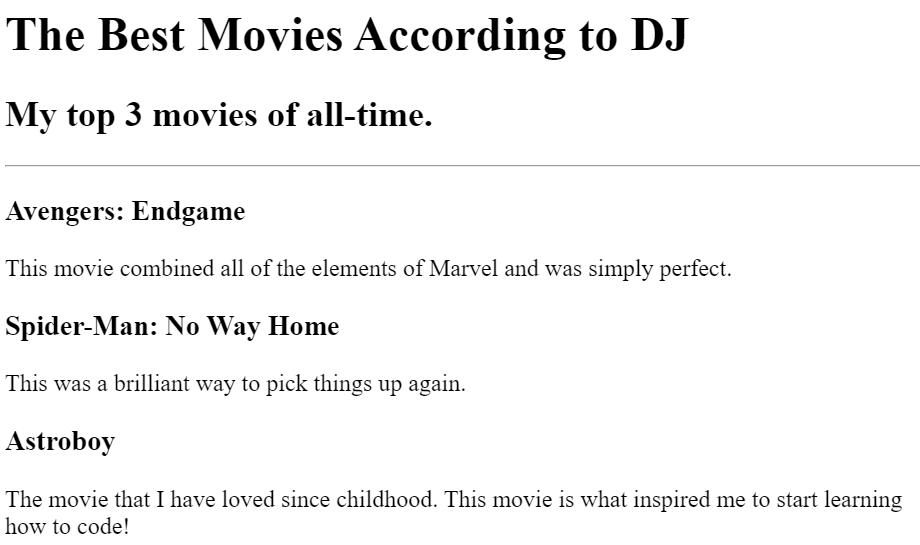 The Best Movies According to DJ
My top 3 movies of all-time.
Avengers: Endgame
This movie combined all of the elements of Marvel and was simply perfect.
Spider-Man: No Way Home
This was a brilliant way to pick things up again.
Astroboy
The movie that I have loved since childhood. This movie is what inspired me to start learning
how to code!